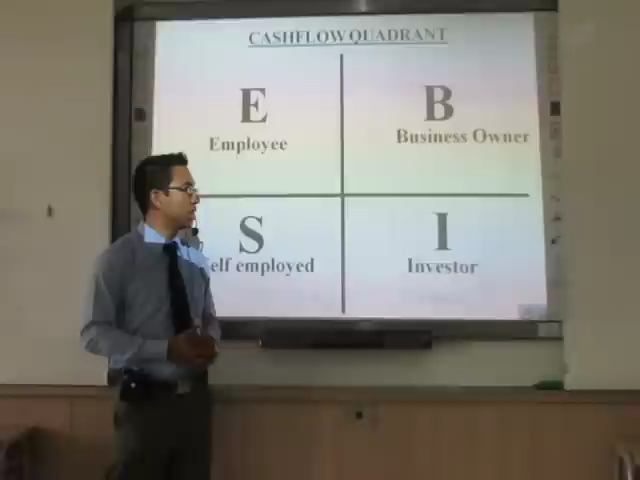 CASHFLOW QUADRANT
E
Employee
B
Business Owner
S
elf employed
I
Investor